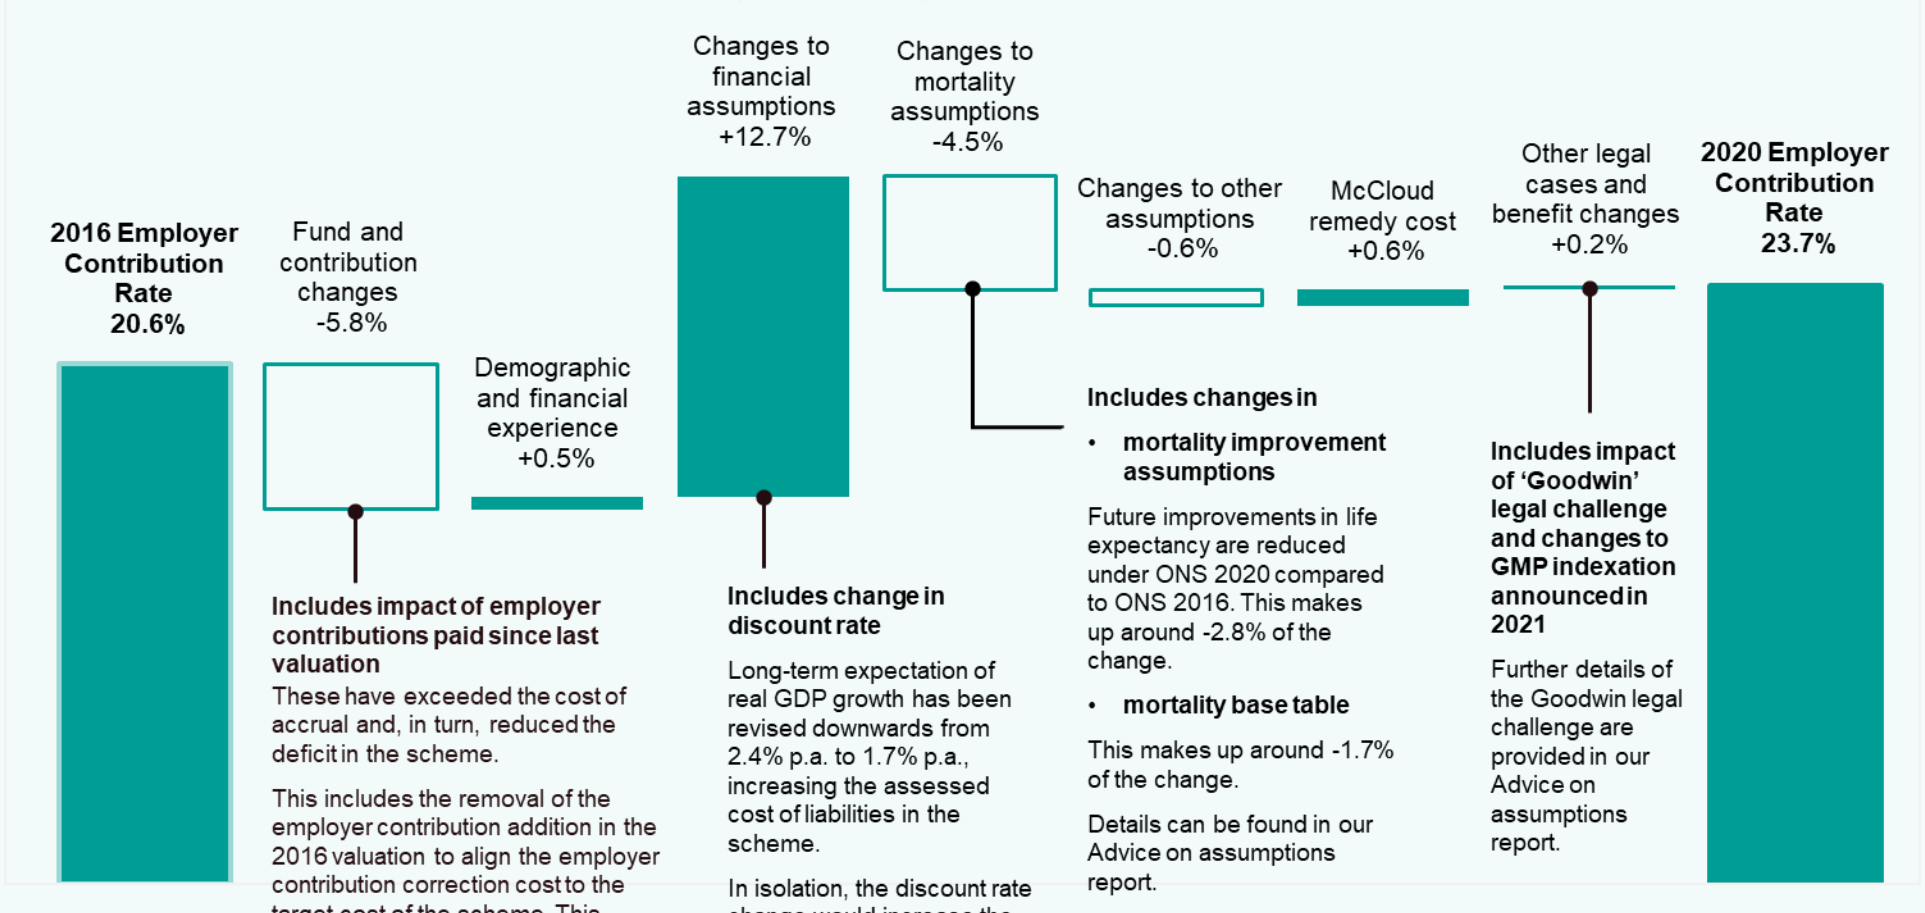 2016 Employer
Contribution
Rate
20.6%
Fund and
contribution
changes
-5.8%
Demographic
and financial
experience
+0.5%
Changes to
financial
assumptions
+12.7%
Changes to
mortality
assumptions
-4.5%
Changes to other
assumptions
-0.6%
McCloud
remedy cost
+0.6%
Other legal
cases and
benefit changes
+0.2%
2020 Employer
Contribution
Rate
23.7%
Includes impact of employer
contributions paid since last
valuation
These have exceeded the cost of
accrual and, in turn, reduced the
deficit in the scheme.
This includes the removal of the
employer contribution addition in the
2016 valuation to align the employer
contribution correction cost to the
target cost of the scheme. This
Includes change in
discount rate
Long-term expectation of
real GDP growth has been
revised downwards from
2.4% p.a. to 1.7% p.a.,
increasing the assessed
cost of liabilities in the
scheme.
In isolation, the discount rate
change would increase the
Includes changes in
• mortality improvement
assumptions
Future improvements in life
expectancy are reduced
under ONS 2020 compared
to ONS 2016. This makes
up around -2.8% of the
change.
• mortality base table
This makes up around -1.7%
of the change.
Details can be found in our
Advice on assumptions
report.
Includes impact
of ‘Goodwin’
legal challenge
and changes to
GMP indexation
announced in
2021
Further details of
the Goodwin legal
challenge are
provided in our
Advice on
assumptions
report.